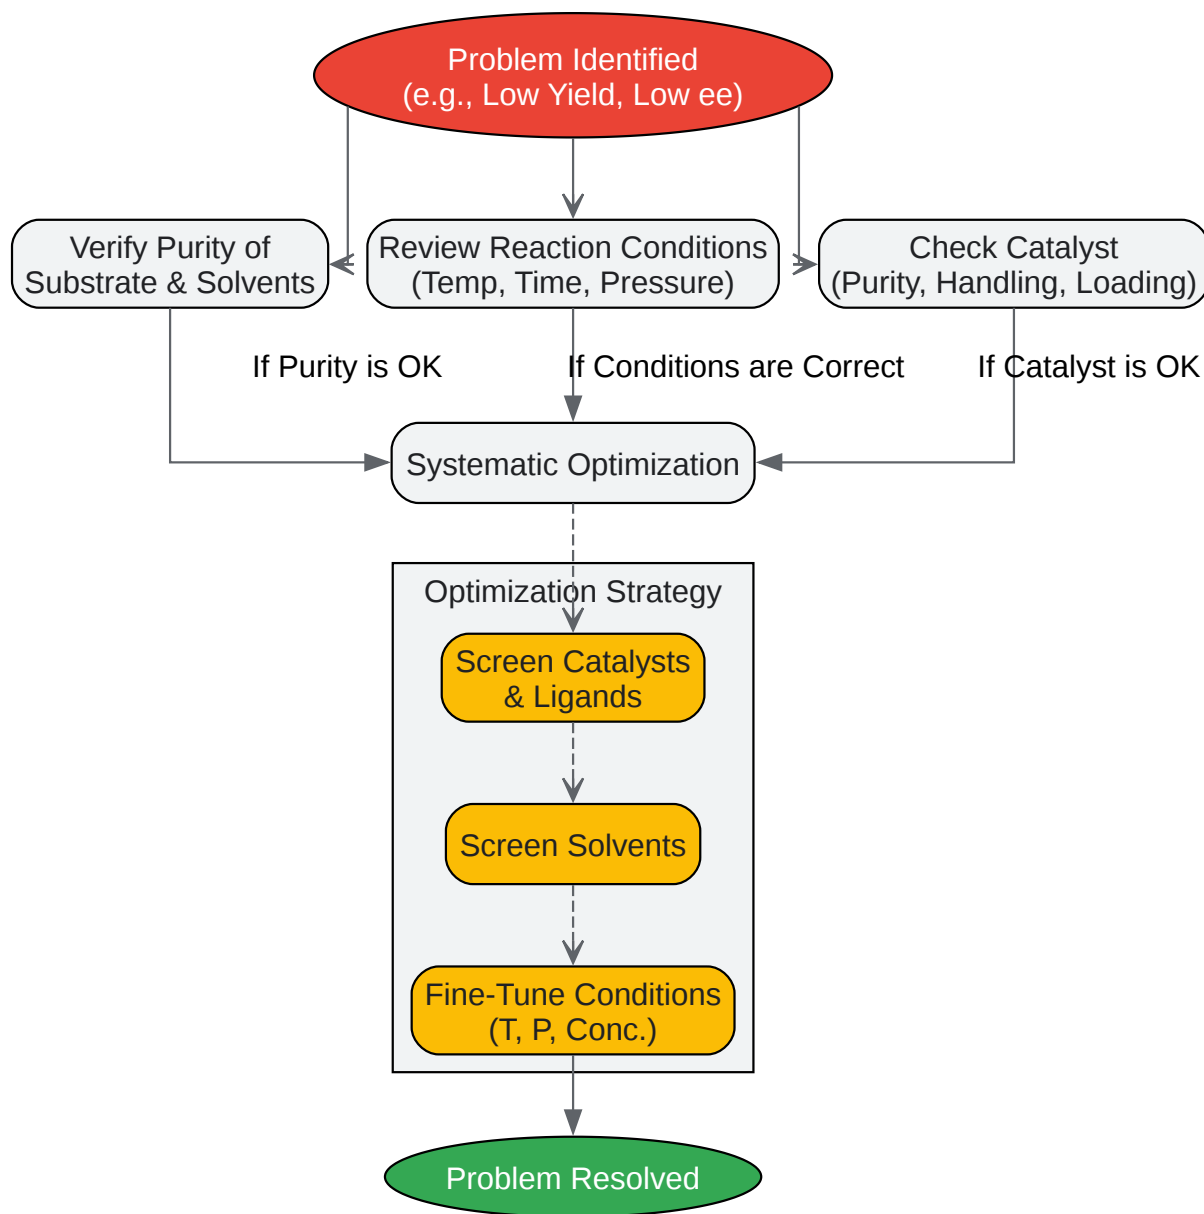 Problem Identified
(e.g., Low Yield, Low ee)
Verify Purity of
Substrate & Solvents
Review Reaction Conditions
(Temp, Time, Pressure)
Check Catalyst
(Purity, Handling, Loading)
If Purity is OK
If Conditions are Correct
If Catalyst is OK
Systematic Optimization
Optimization Strategy
Screen Catalysts
& Ligands
Screen Solvents
Fine-Tune Conditions
(T, P, Conc.)
Problem Resolved